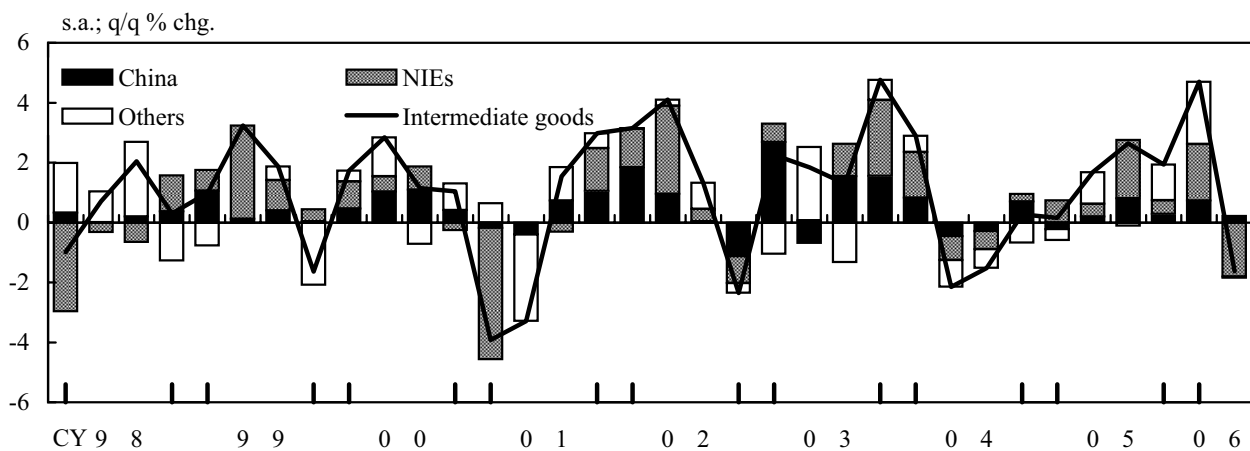 s.a.; q/q % chg.
6
China NIEs
4
Others Intermediate goods
2
0
-2
-4
-6
CY 9 8 9 9 0 0 0 1 0 2 0 3 0 4 0 5 0 6